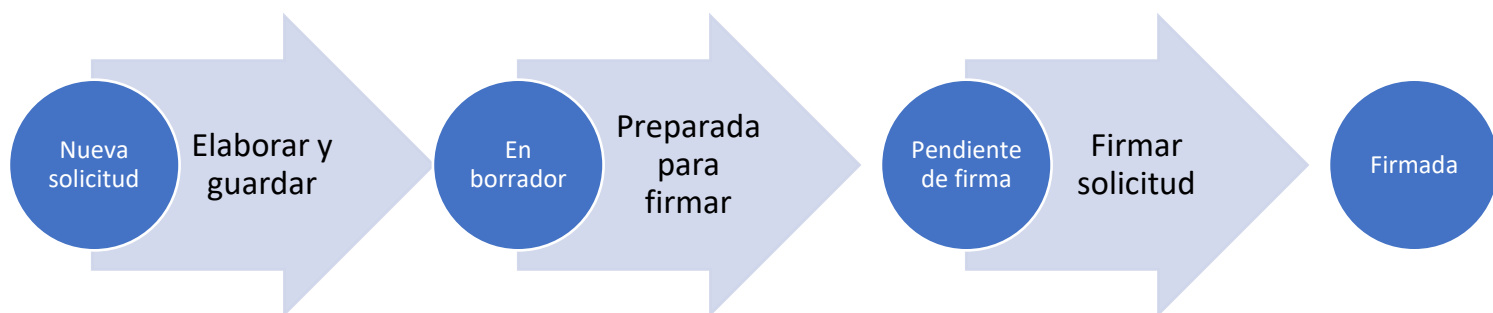 Nueva
solicitud
Elaborar y
guardar
En
borrador
Preparada
para
firmar
Pendiente
de firma
Firmar
solicitud
Firmada